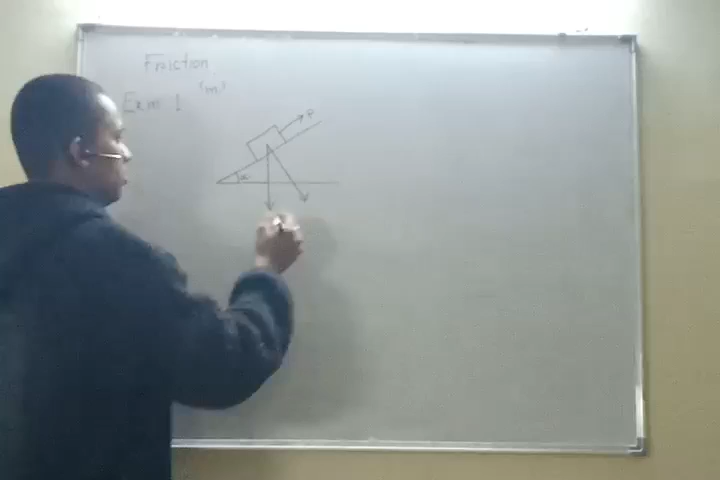 Friction
"m"
Exm 1
P
α